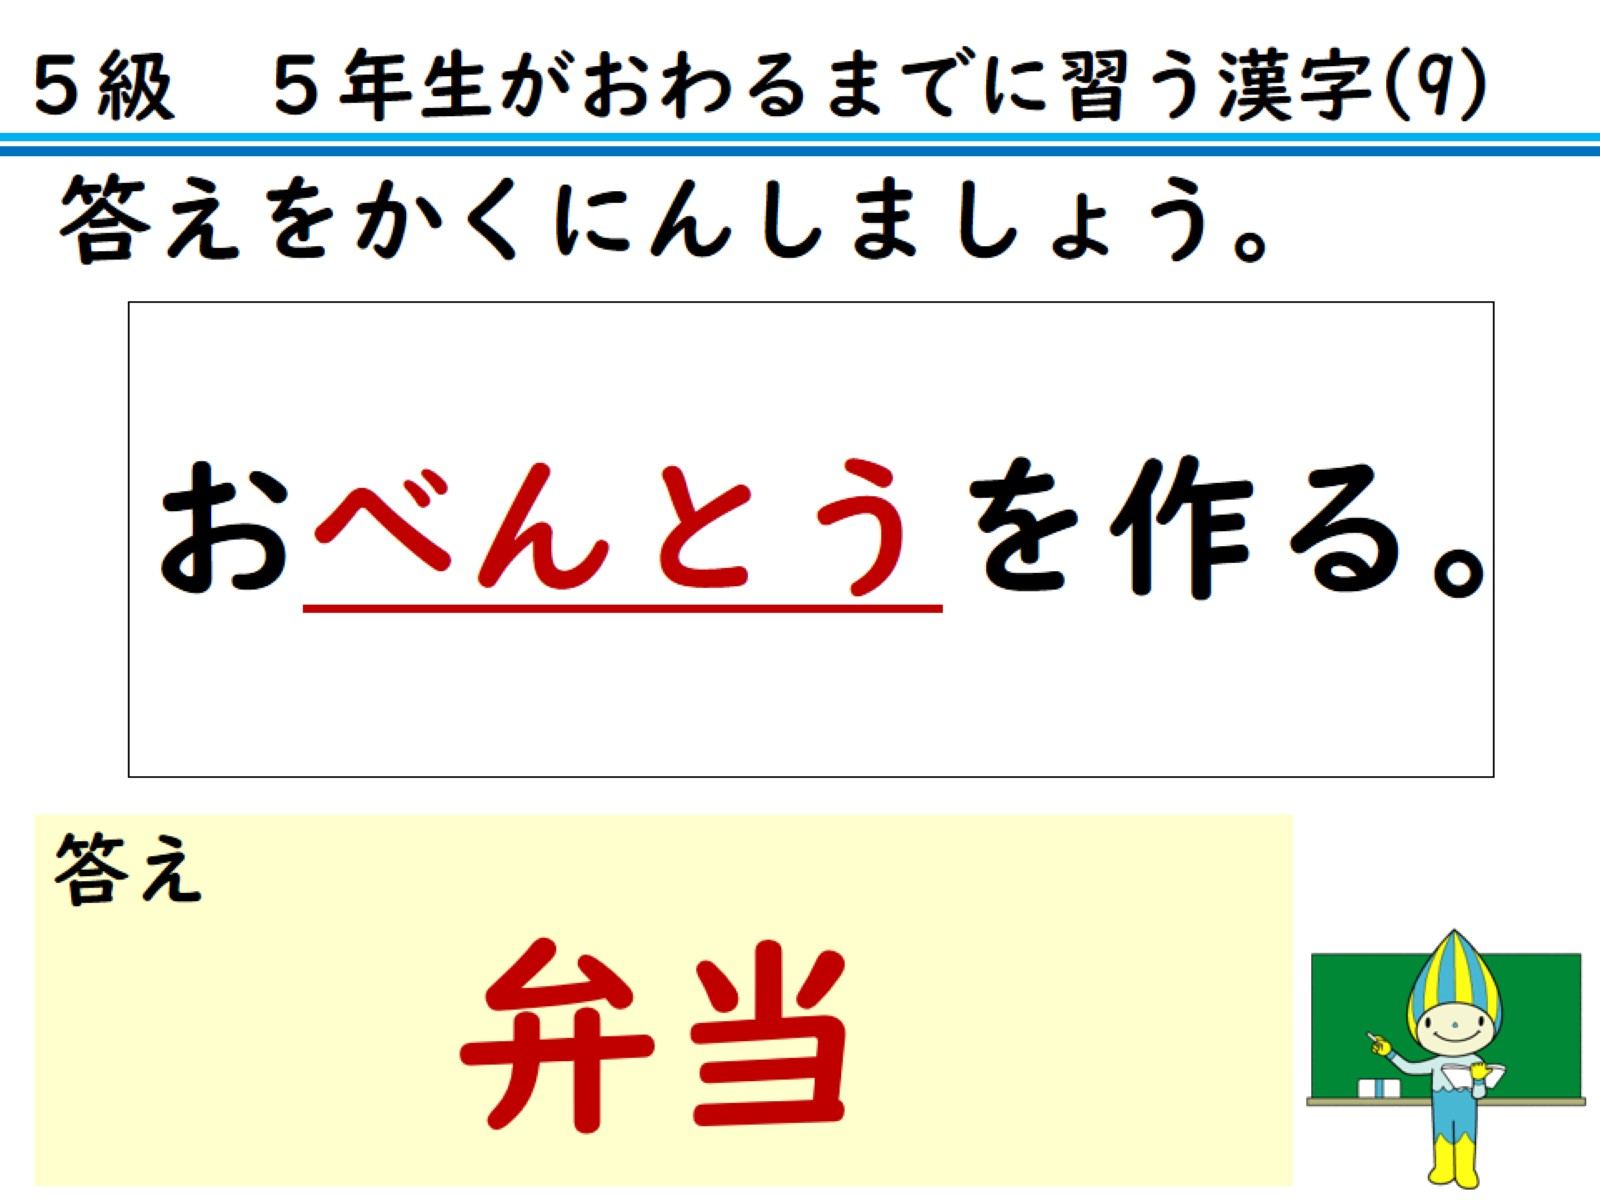 ５級　５年生がおわるまでに習う漢字(9)
答えをかくにんしましょう。
おべんとうを作る。
答え
弁当